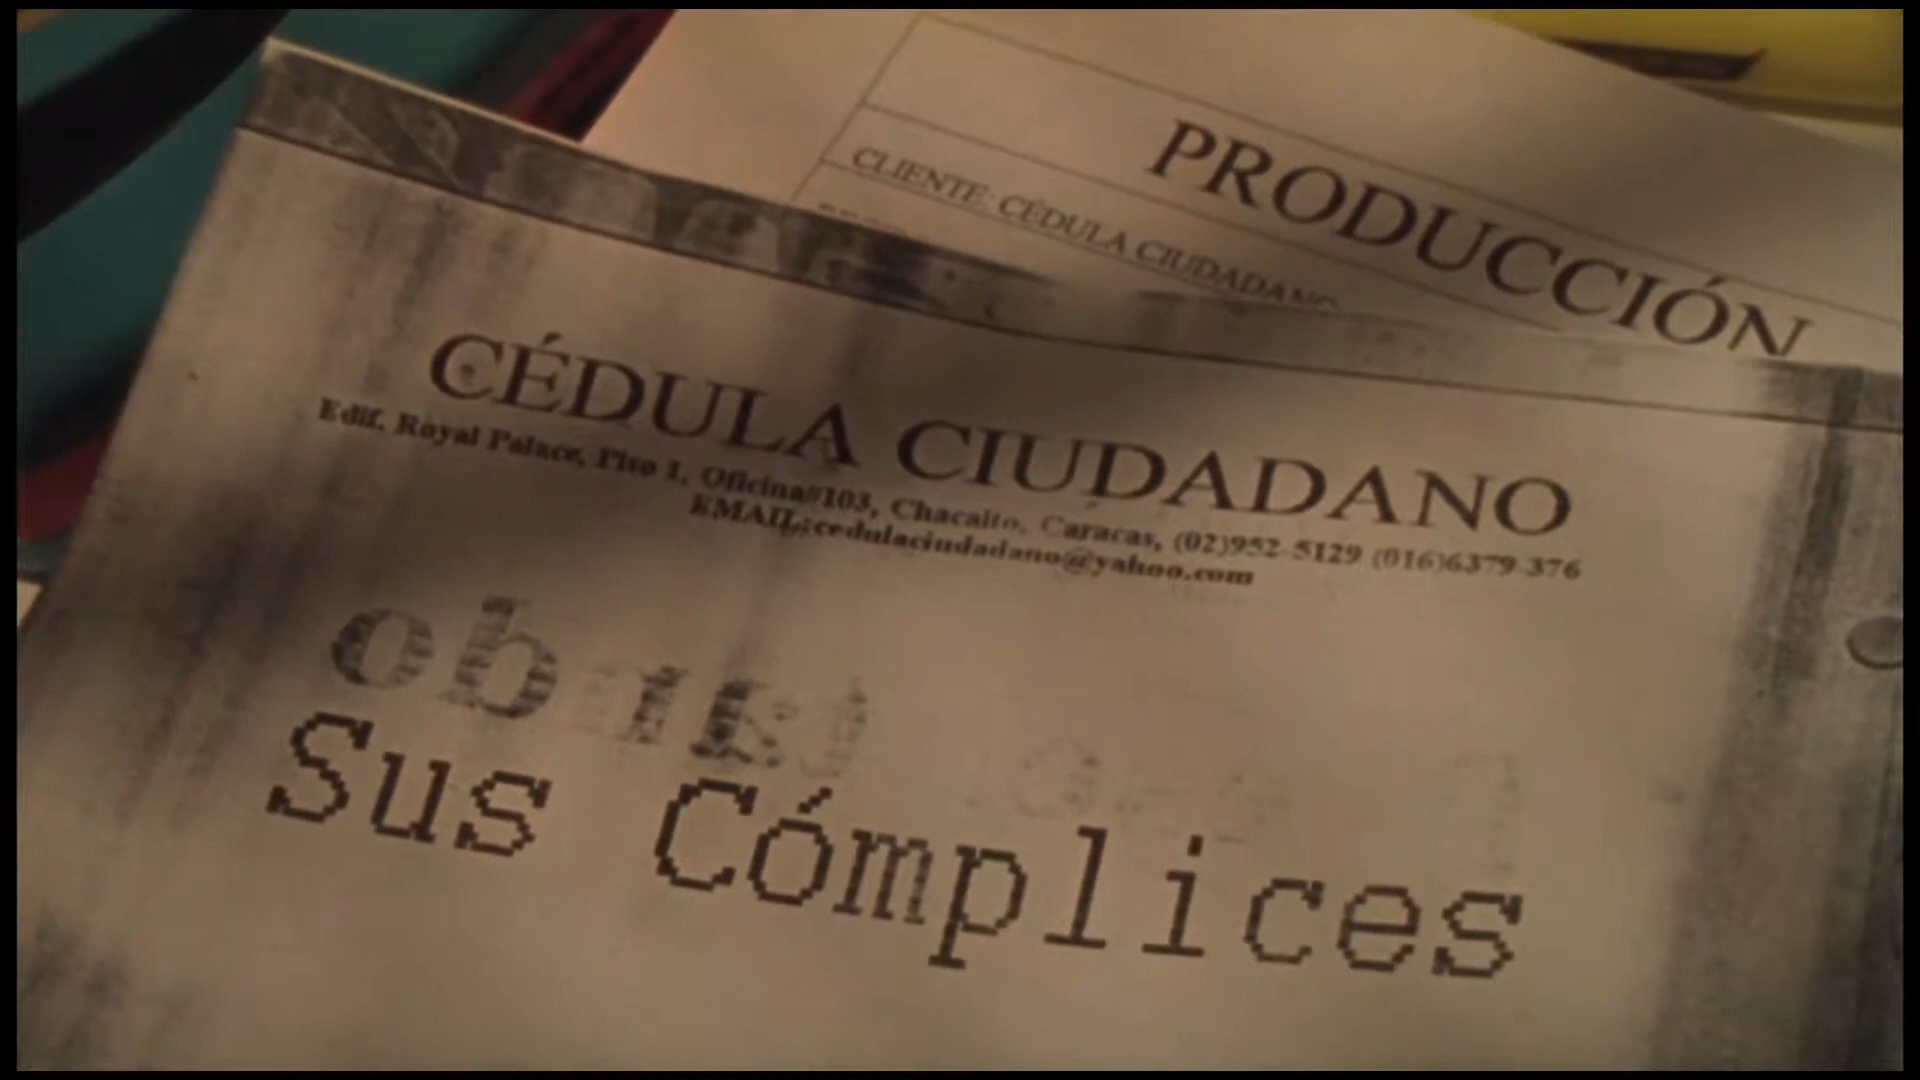 PRODUCCIÓN
CLIENTE: CÉDULA CIUDADANO
CÉDULA CIUDADANO
Edif. Royal Palace, Piso 1, Oficina#103, Chacaito, Caracas, (02)952-5129 (016)6379-376
EMAIL:cedulaciudadano@yahoo.com
Sus Cómplices